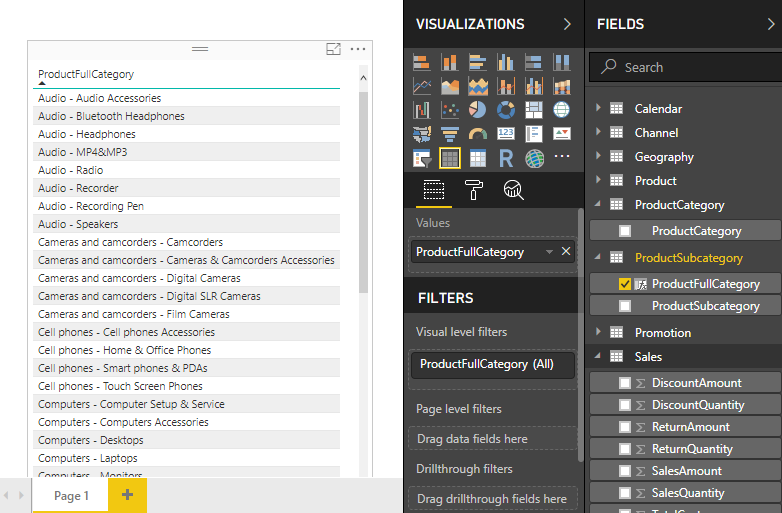 ProductFullCategory
Audio - Audio Accessories
Audio - Bluetooth Headphones
Audio - Headphones
Audio - MP4&MP3
Audio - Radio
Audio - Recorder
Audio - Recording Pen
Audio - Speakers
Cameras and camcorders - Camcorders
Cameras and camcorders - Cameras & Camcorders Accessories
Cameras and camcorders - Digital Cameras
Cameras and camcorders - Digital SLR Cameras
Cameras and camcorders - Film Cameras
Cell phones - Cell phones Accessories
Cell phones - Home & Office Phones
Cell phones - Smart phones & PDAs
Cell phones - Touch Screen Phones
Computers - Computer Setup & Service
Computers - Computers Accessories
Computers - Desktops
Computers - Laptops
Computers - Monitors
Page 1
VISUALIZATIONS
123
R
Values
ProductFullCategory
FILTERS
Visual level filters
ProductFullCategory (All)
Page level filters
Drag data fields here
Drillthrough filters
Drag drillthrough fields here
FIELDS
Search
Calendar
Channel
Geography
Product
ProductCategory
ProductCategory
ProductSubcategory
ProductFullCategory
ProductSubcategory
Promotion
Sales
DiscountAmount
DiscountQuantity
ReturnAmount
ReturnQuantity
SalesAmount
SalesQuantity